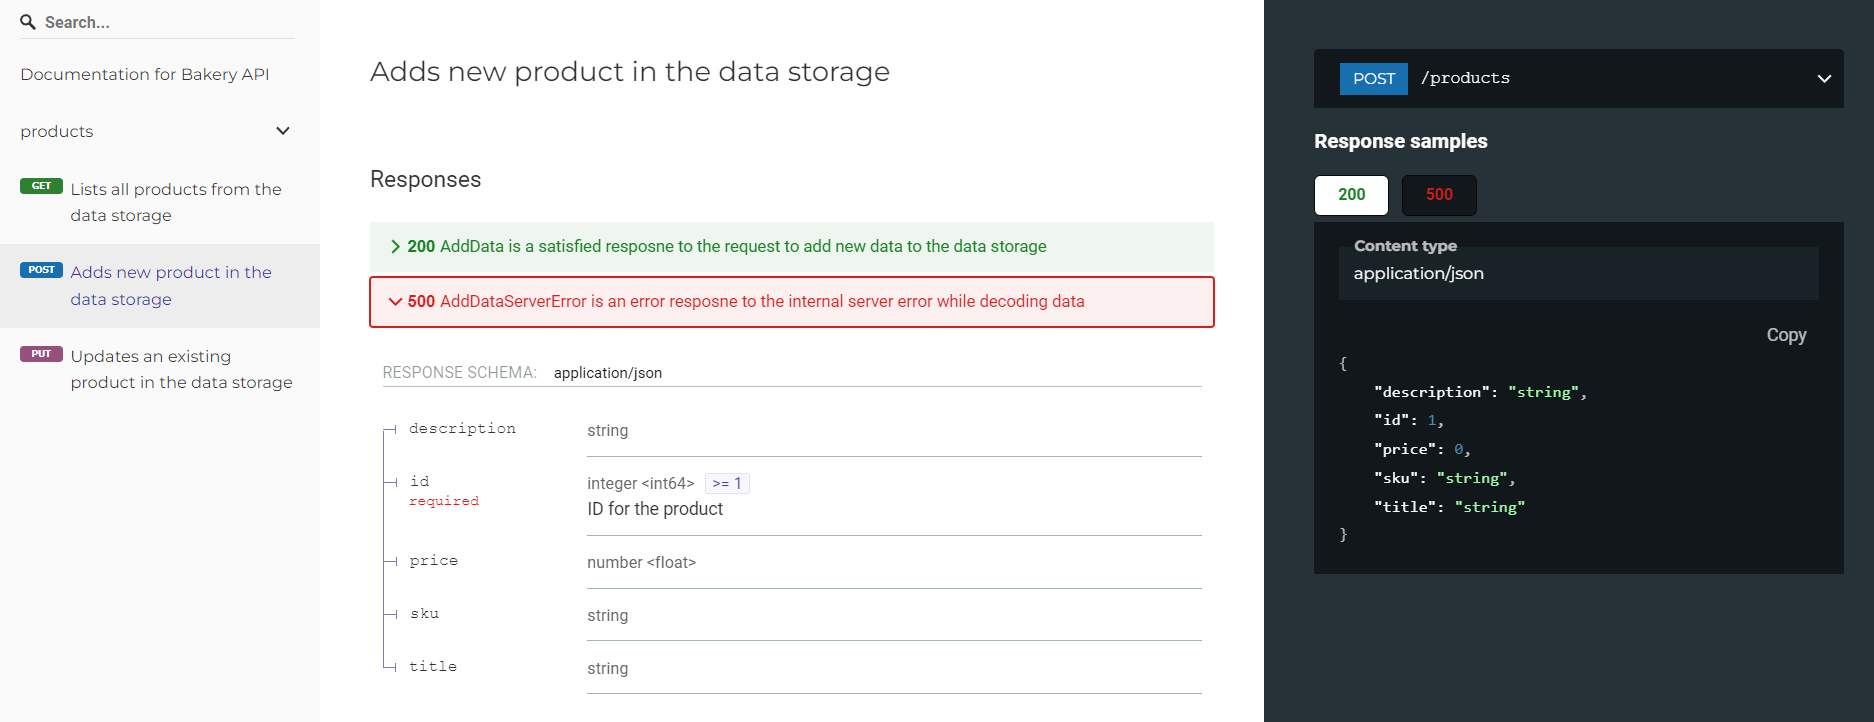 Search...
Documentation for Bakery API
products
GET Lists all products from the
data storage
POST Adds new product in the
data storage
PUT Updates an existing
product in the data storage
Adds new product in the data storage
Responses
200 AddData is a satisfied resposne to the request to add new data to the data storage
500 AddDataServerError is an error resposne to the internal server error while decoding data
RESPONSE SCHEMA: application/json
description string
id integer <int64> >= 1
required ID for the product
price number <float>
sku string
title string
POST /products
Response samples
200 500
Content type
application/json
Copy
{
"description": "string",
"id": 1,
"price": 0,
"sku": "string",
"title": "string"
}